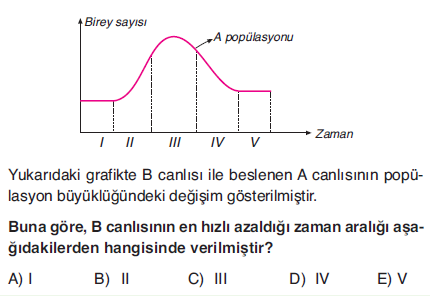 Birey sayısı
A popülasyonu
I II III IV V
Zaman
Yukarıdaki grafikte B canlısı ile beslenen A canlısının popü-
lasyon büyüklüğündeki değişim gösterilmiştir.
Buna göre, B canlısının en hızlı azaldığı zaman aralığı aşa-
ğıdakilerden hangisinde verilmiştir?
A) I B) II C) III D) IV E) V